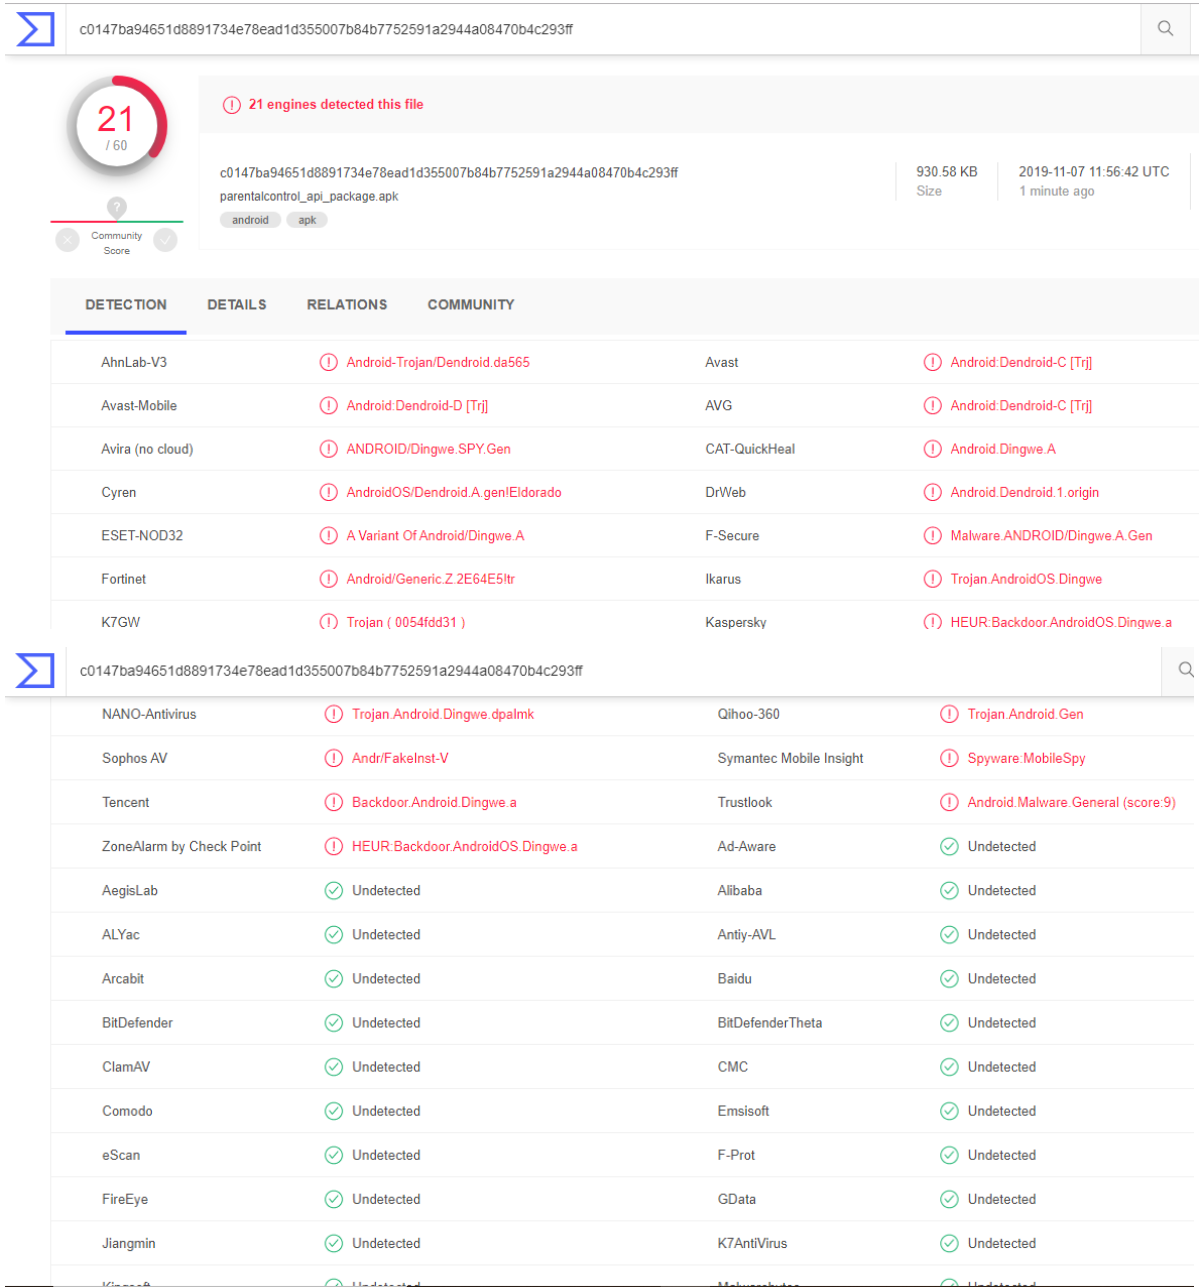 c0147ba94651d8891734e78ead1d355007b84b7752591a2944a08470b4c293ff
21
/ 60
21 engines detected this file
c0147ba94651d8891734e78ead1d355007b84b7752591a2944a08470b4c293ff
930.58 KB
2019-11-07 11:56:42 UTC
parentalcontrol_api_package.apk
Size
1 minute ago
android apk
?
Community
Score
DETECTION DETAILS RELATIONS COMMUNITY
AhnLab-V3 Android-Trojan/Dendroid.da565 Avast Android:Dendroid-C [Trj]
Avast-Mobile Android:Dendroid-D [Trj] AVG Android:Dendroid-C [Trj]
Avira (no cloud) ANDROID/Dingwe.SPY.Gen CAT-QuickHeal Android.Dingwe.A
Cyren AndroidOS/Dendroid.A.gen!Eldorado DrWeb Android.Dendroid.1.origin
ESET-NOD32 A Variant Of Android/Dingwe.A F-Secure Malware.ANDROID/Dingwe.A.Gen
Fortinet Android/Generic.Z.2E64E5!tr Ikarus Trojan.AndroidOS.Dingwe
K7GW Trojan ( 0054fdd31 ) Kaspersky HEUR:Backdoor.AndroidOS.Dingwe.a
c0147ba94651d8891734e78ead1d355007b84b7752591a2944a08470b4c293ff
NANO-Antivirus Trojan.Android.Dingwe.dpalmk Qihoo-360 Trojan.Android.Gen
Sophos AV Andr/FakeInst-V Symantec Mobile Insight Spyware:MobileSpy
Tencent Backdoor.Android.Dingwe.a Trustlook Android.Malware.General (score:9)
ZoneAlarm by Check Point HEUR:Backdoor.AndroidOS.Dingwe.a Ad-Aware Undetected
AegisLab Undetected Alibaba Undetected
ALYac Undetected Antiy-AVL Undetected
Arcabit Undetected Baidu Undetected
BitDefender Undetected BitDefenderTheta Undetected
ClamAV Undetected CMC Undetected
Comodo Undetected Emsisoft Undetected
eScan Undetected F-Prot Undetected
FireEye Undetected GData Undetected
Jiangmin Undetected K7AntiVirus Undetected